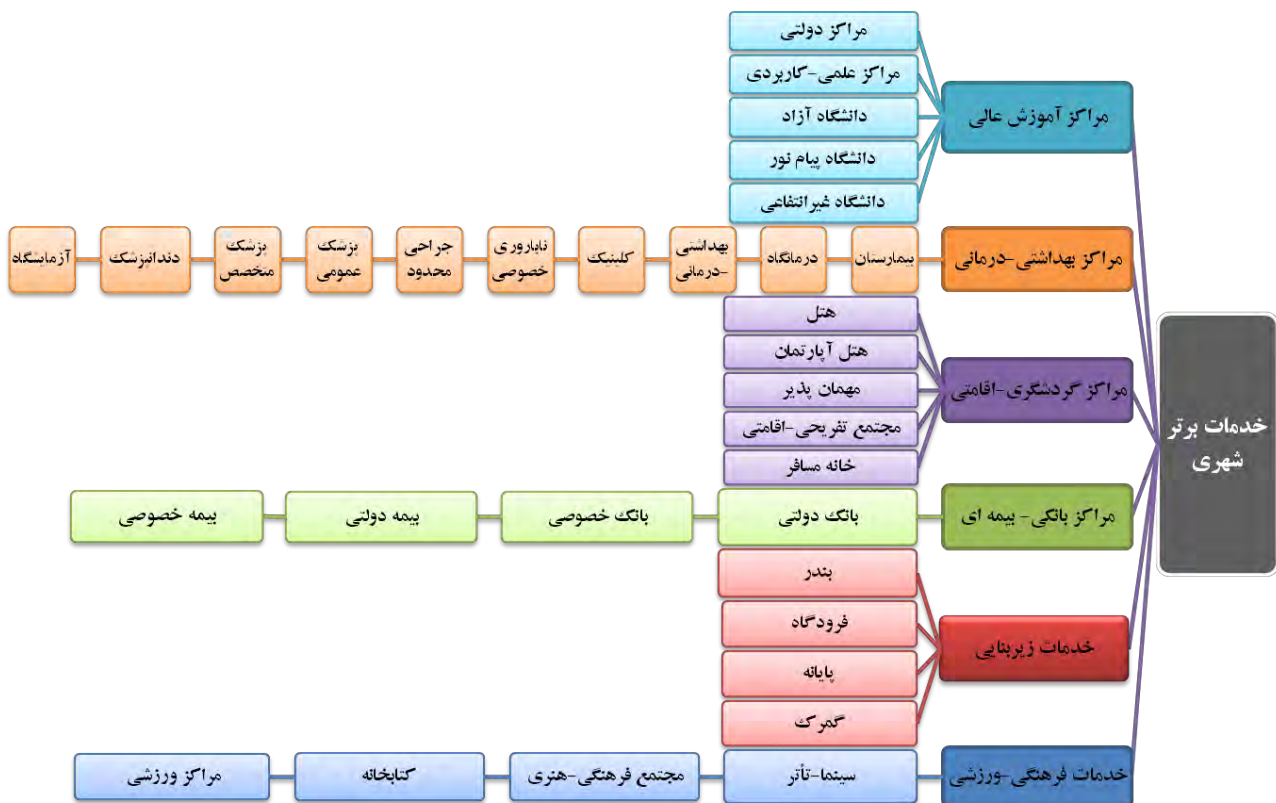 خدمات برتر
شهری
مراکز آموزش عالی
مراکز دولتی
مراکز علمی-کاربردی
دانشگاه آزاد
دانشگاه پیام نور
دانشگاه غیرانتفاعی
مراکز بهداشتی-درمانی
بیمارستان
درمانگاه
بهداشتی
-درمانی
کلینیک
ناباروری
خصوصی
جراحی
محدود
پزشک
عمومی
پزشک
متخصص
دندانپزشک
آزمایشگاه
مراکز گردشگری-اقامتی
هتل
هتل آپارتمان
مهمان پذیر
مجتمع تفریحی-اقامتی
خانه مسافر
مراکز بانکی- بیمه ای
بانک دولتی
بانک خصوصی
بیمه دولتی
بیمه خصوصی
خدمات زیربنایی
بندر
فرودگاه
پایانه
گمرک
خدمات فرهنگی-ورزشی
سینما-تأتر
مجتمع فرهنگی-هنری
کتابخانه
مراکز ورزشی